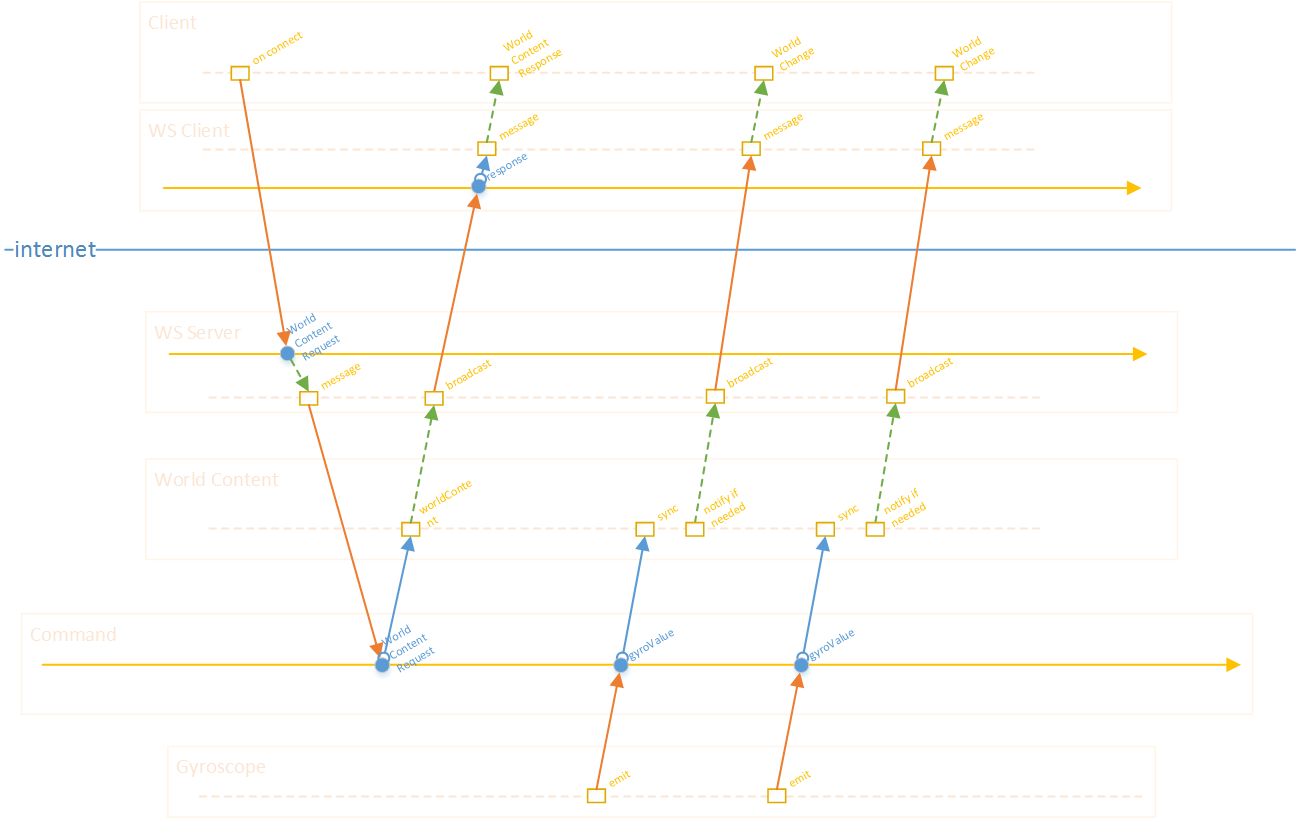 Client
on connect
World
Content
Response
World
Change
World
Change
WS Client
message
message
message
response
internet
WS Server
World
Content
Request
message
broadcast
broadcast
broadcast
World Content
worldConte
nt
sync
notify if
needed
sync
notify if
needed
Command
World
Content
Request
gyroValue
gyroValue
Gyroscope
emit
emit